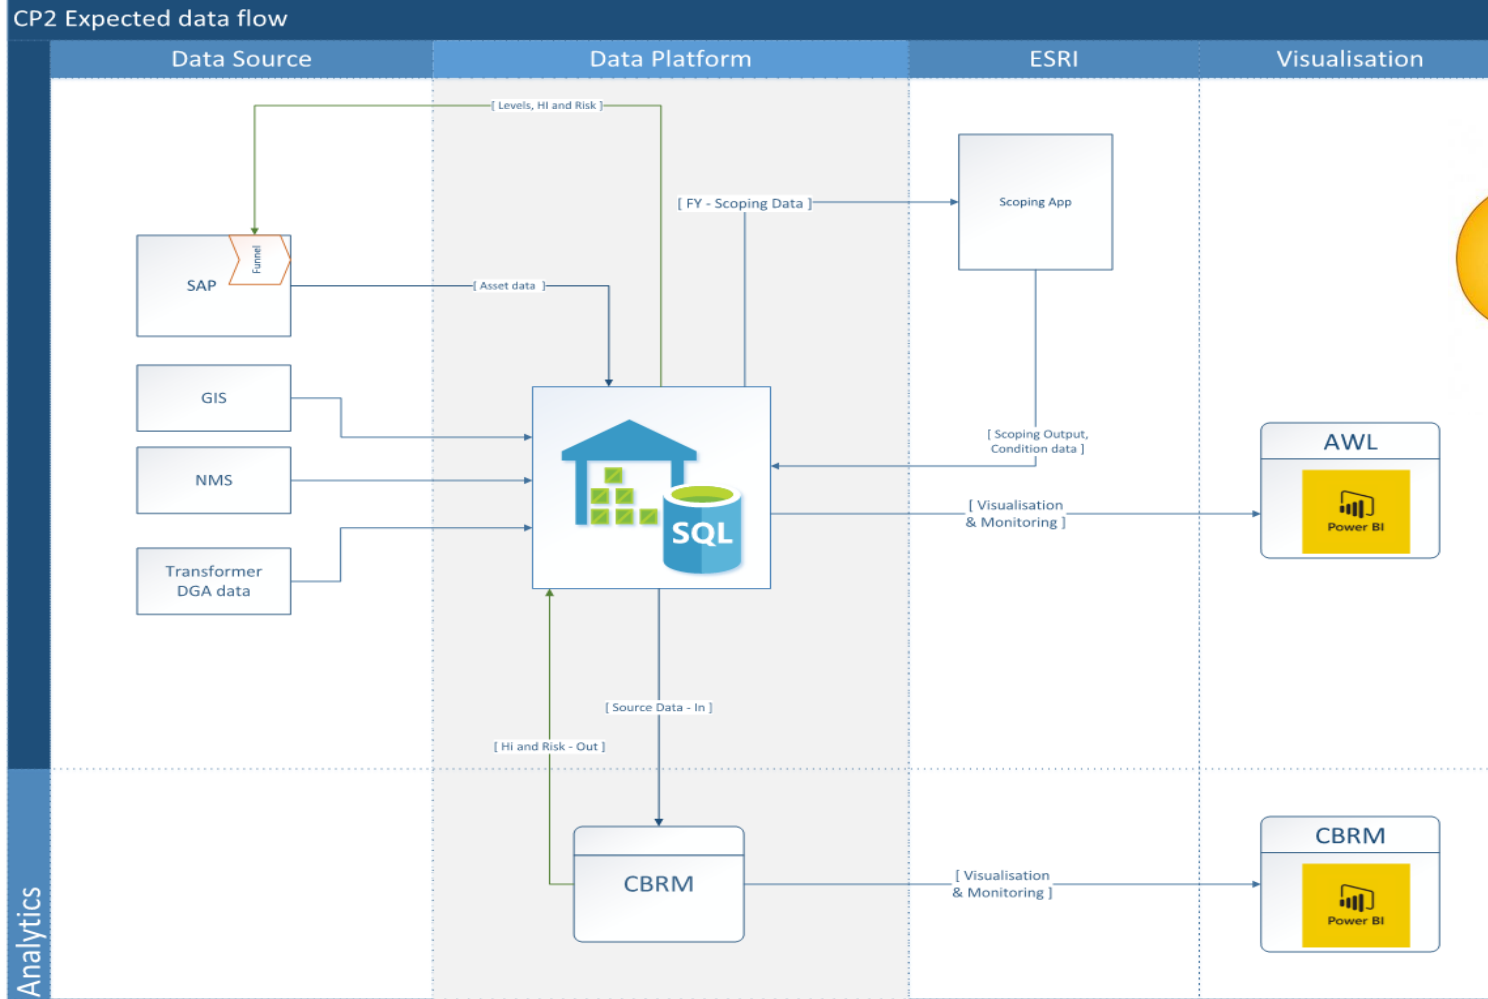 CP2 Expected data flow
Data Source
Data Platform
ESRI
Visualisation
[ Levels, HI and Risk ]
[ FY - Scoping Data ]
Scoping App
Funnel
SAP
[ Asset data ]
GIS
NMS
Transformer
DGA data
SQL
[ Scoping Output,
Condition data ]
[ Visualisation
& Monitoring ]
AWL
Power BI
[ Source Data - In ]
[ Hi and Risk - Out ]
Analytics
CBRM
[ Visualisation
& Monitoring ]
CBRM
Power BI